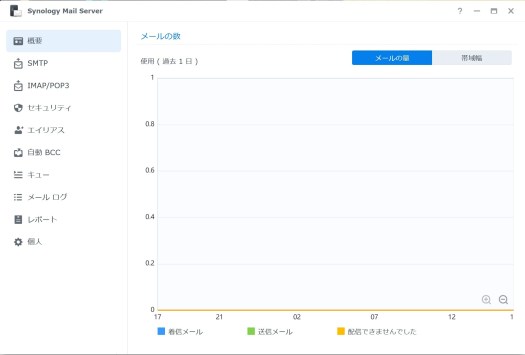 Synology Mail Server
概要
SMTP
IMAP/POP3
セキュリティ
エイリアス
自動 BCC
キュー
メール ログ
レポート
個人
メールの数
使用 ( 過去 1 日 )
メールの量
帯域幅
1
0.8
0.6
0.4
0.2
0
17 21 02 07 12 1
着信メール 送信メール 配信できませんでした